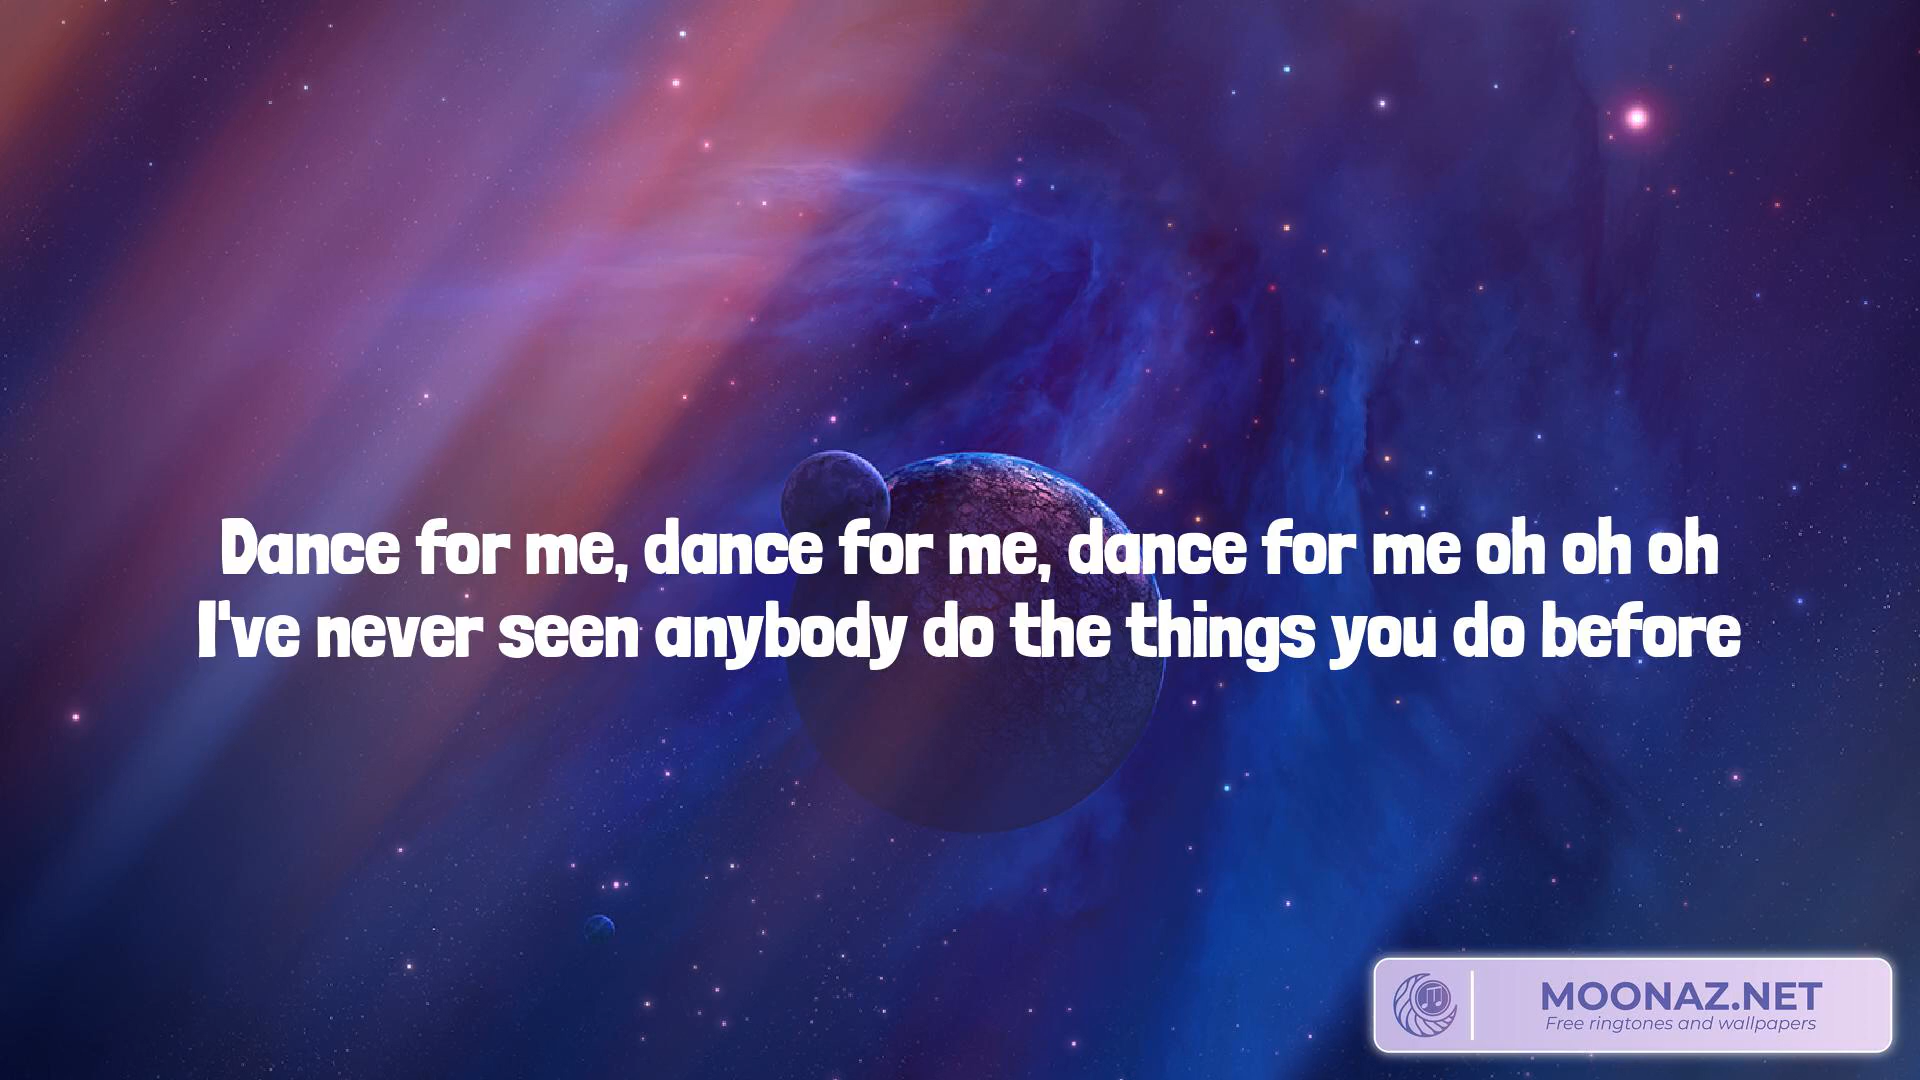 Dance for me, dance for me, dance for me oh oh oh
I've never seen anybody do the things you do before
MOONAZ.NET
Free ringtones and wallpapers